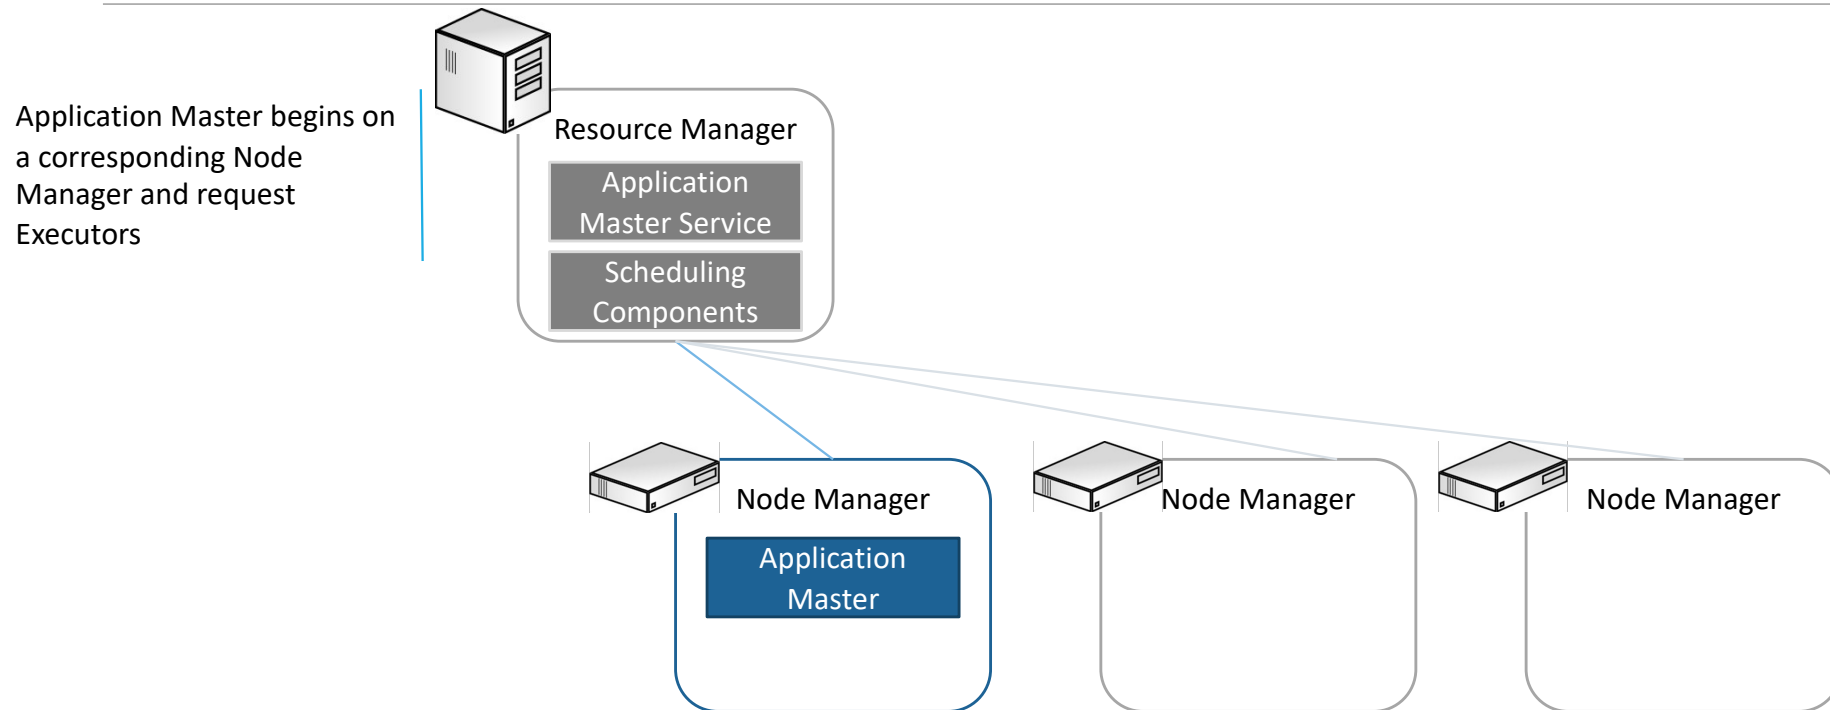 Application Master begins on
a corresponding Node
Manager and request
Executors
Resource Manager
Application
Master Service
Scheduling
Components
Node Manager
Application
Master
Node Manager
Node Manager